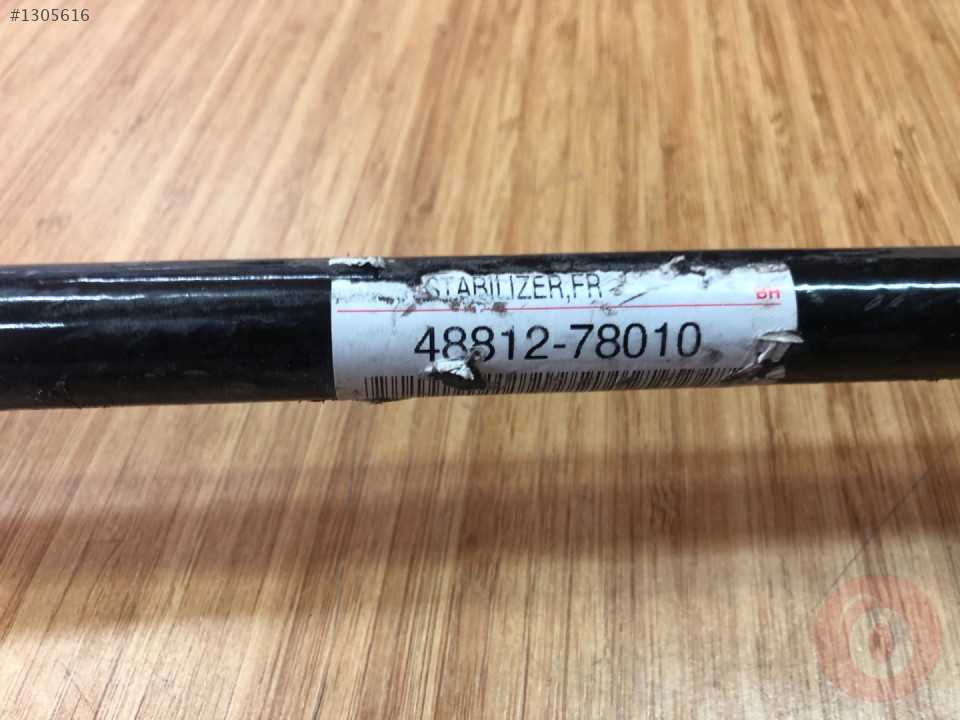 #1305616
STABILIZER,FR
BH
48812-78010